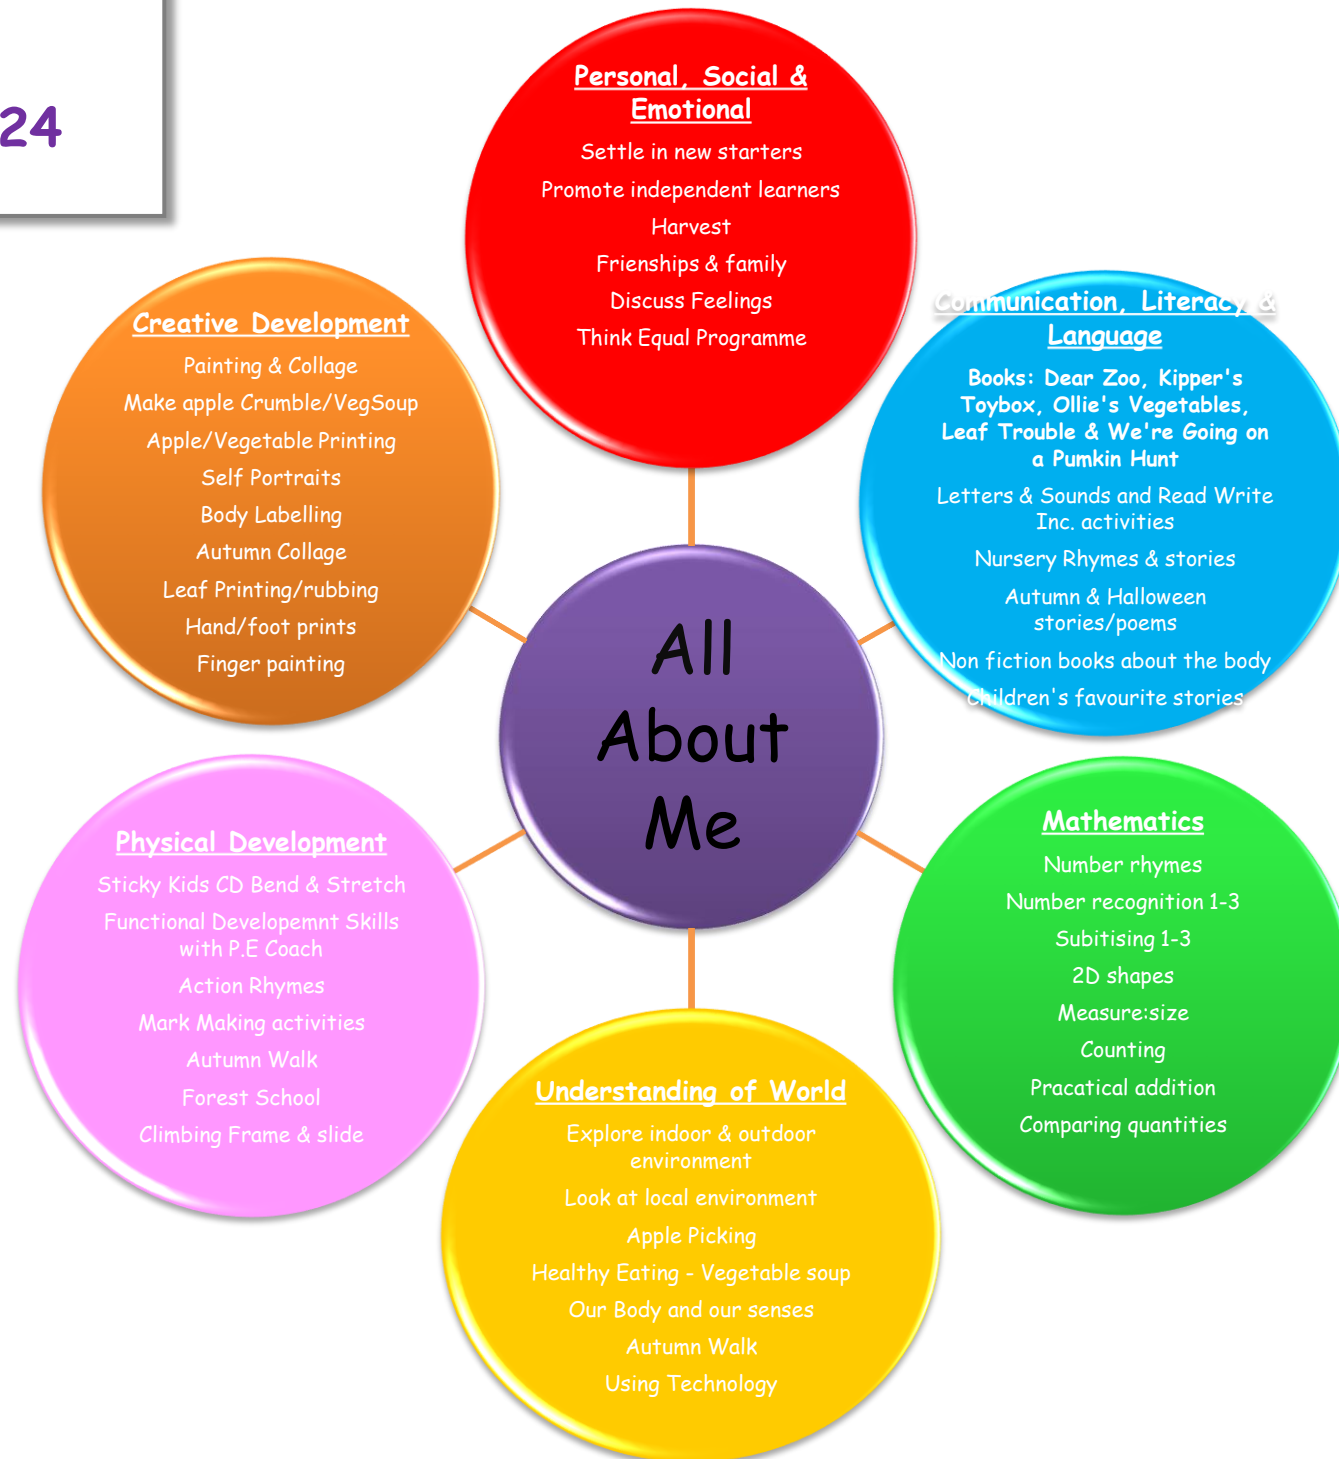 24
Personal, Social &
Emotional
Settle in new starters
Promote independent learners
Harvest
Frienships & family
Discuss Feelings
Think Equal Programme
Communication, Literacy &
Language
Books: Dear Zoo, Kipper's
Toybox, Ollie's Vegetables,
Leaf Trouble & We're Going on
a Pumkin Hunt
Letters & Sounds and Read Write
Inc. activities
Nursery Rhymes & stories
Autumn & Halloween
stories/poems
Non fiction books about the body
Children's favourite stories
Mathematics
Number rhymes
Number recognition 1-3
Subitising 1-3
2D shapes
Measure:size
Counting
Pracatical addition
Comparing quantities
Understanding of World
Explore indoor & outdoor
environment
Look at local environment
Apple Picking
Healthy Eating - Vegetable soup
Our Body and our senses
Autumn Walk
Using Technology
Physical Development
Sticky Kids CD Bend & Stretch
Functional Developemnt Skills
with P.E Coach
Action Rhymes
Mark Making activities
Autumn Walk
Forest School
Climbing Frame & slide
Creative Development
Painting & Collage
Make apple Crumble/VegSoup
Apple/Vegetable Printing
Self Portraits
Body Labelling
Autumn Collage
Leaf Printing/rubbing
Hand/foot prints
Finger painting
All
About
Me